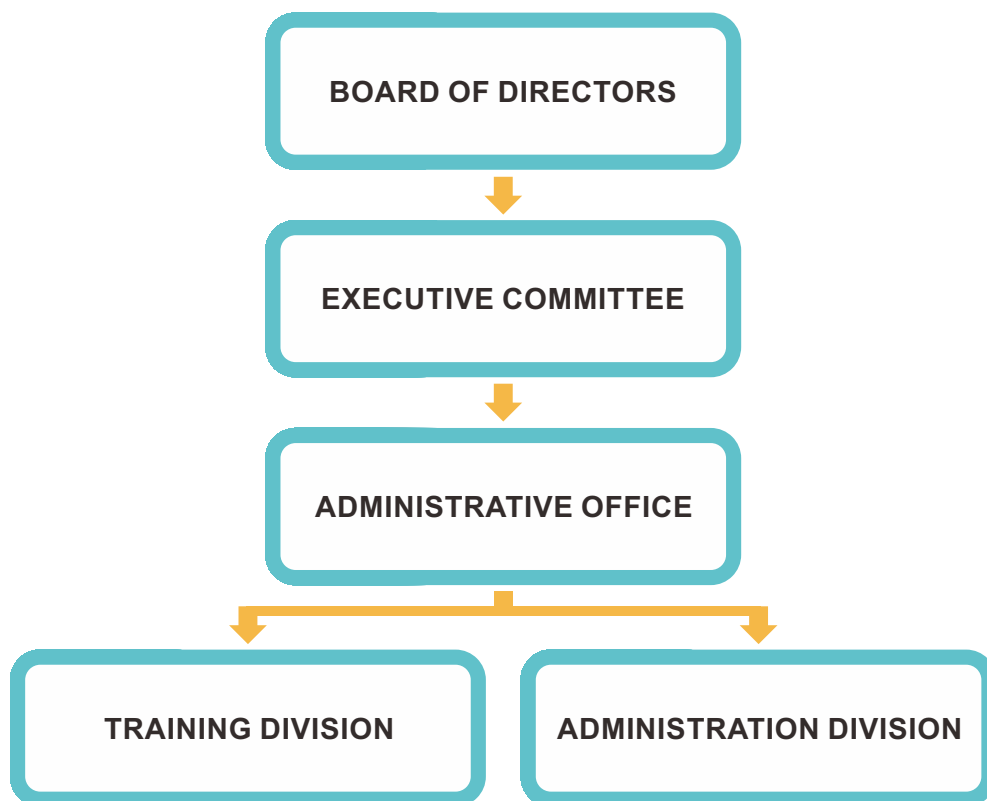 BOARD OF DIRECTORS
EXECUTIVE COMMITTEE
ADMINISTRATIVE OFFICE
TRAINING DIVISION
ADMINISTRATION DIVISION